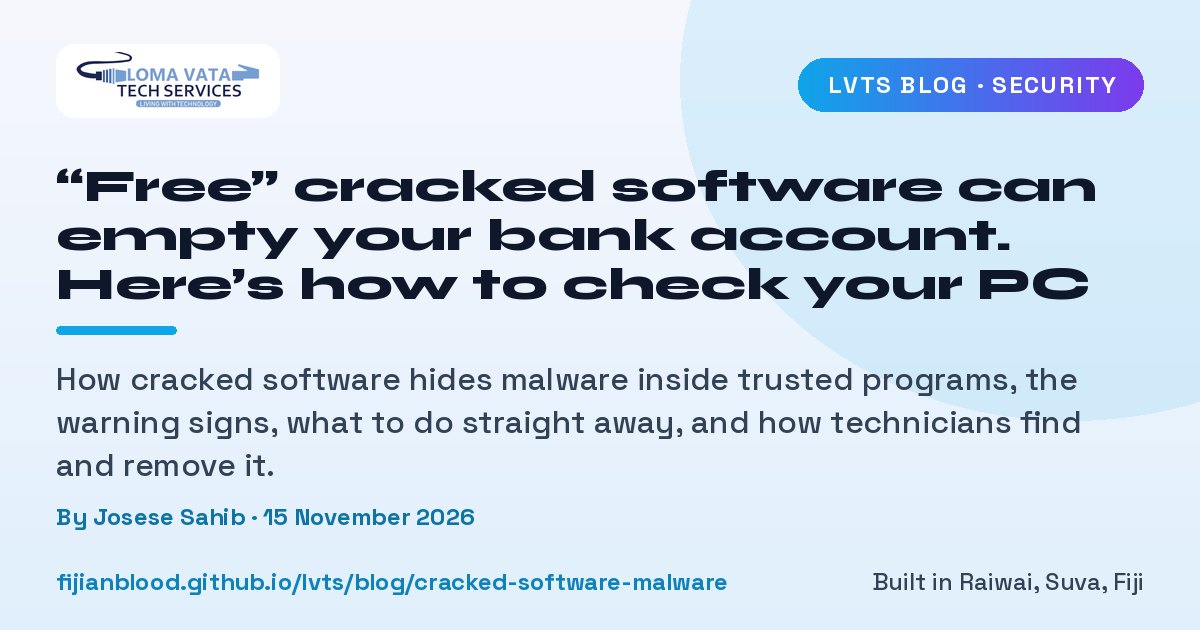 LOMA VATA
TECH SERVICES
LIVING WITH TECHNOLOGY
LVTS BLOG · SECURITY
“Free” cracked software can
empty your bank account.
Here’s how to check your PC
How cracked software hides malware inside trusted programs, the
warning signs, what to do straight away, and how technicians find
and remove it.
By Josese Sahib · 15 November 2026
fijianblood.github.io/lvts/blog/cracked-software-malware
Built in Raiwai, Suva, Fiji